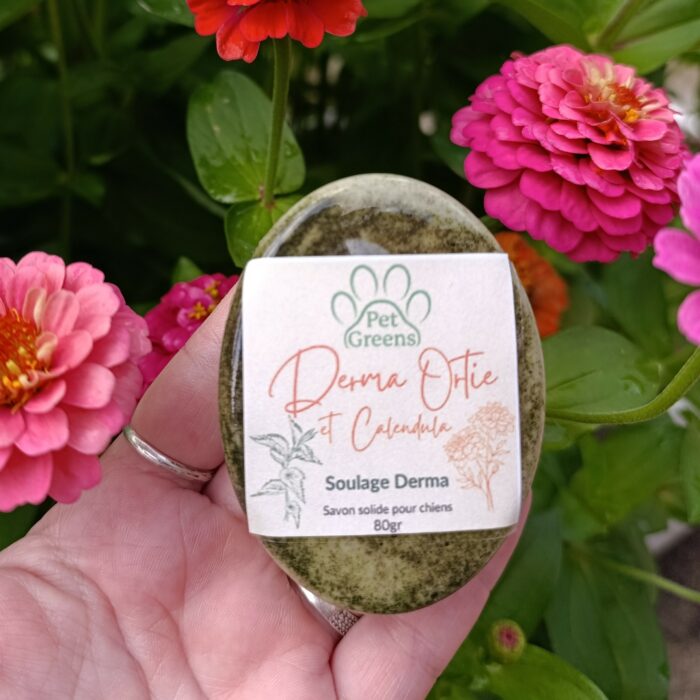 Pet
Greens
Derma Ortie
et Calendula
Soulage Derma
Savon solide pour chiens
80gr